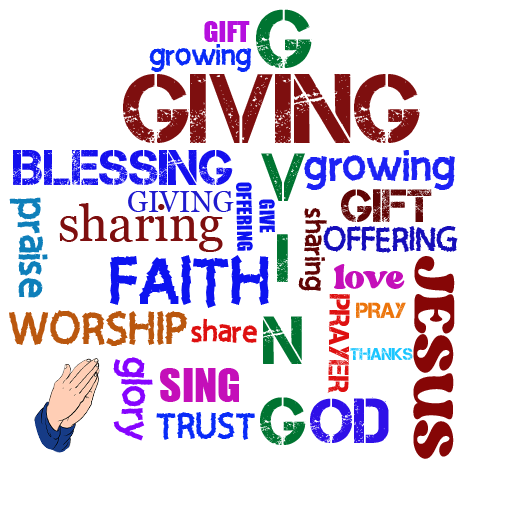 GIFT
growing
GIVING
GIVING
BLESSING
growing
GIVING
OFFERING
GIVE
GIFT
praise
sharing
sharing
OFFERING
FAITH
love
JESUS
PRAYER
PRAY
WORSHIP
share
THANKS
glory
SING
TRUST
GOD